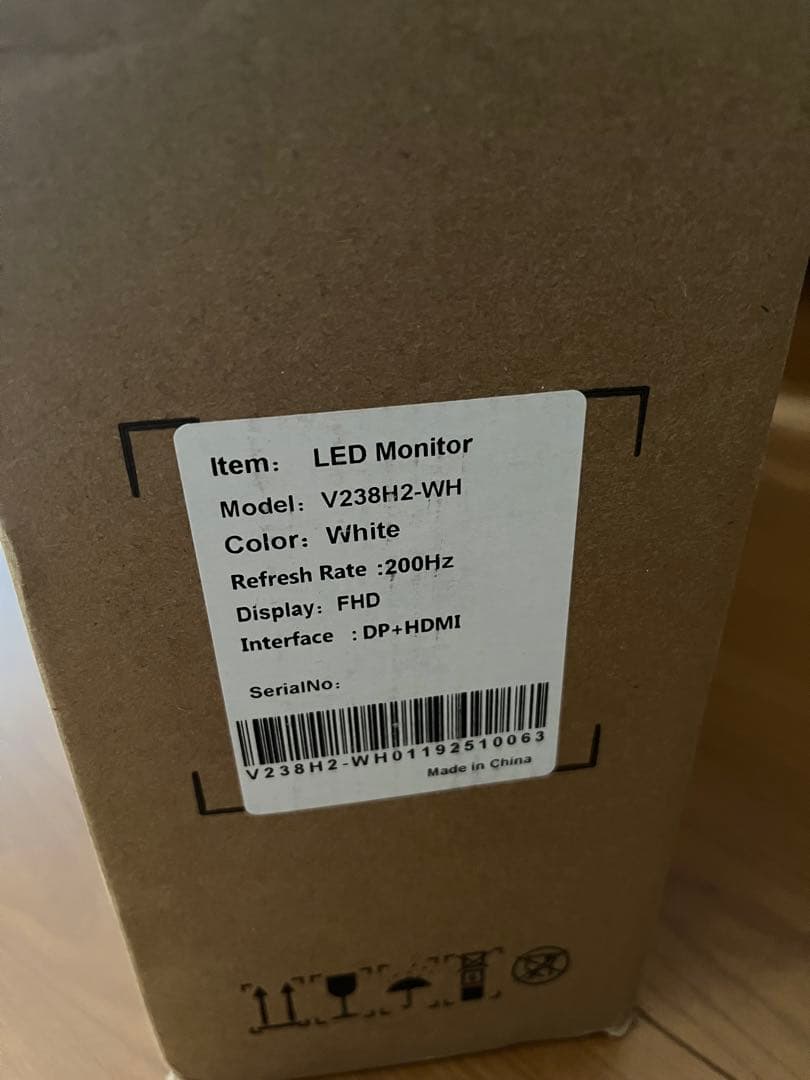 Item: LED Monitor
Model: V238H2-WH
Color: White
Refresh Rate :200Hz
Display: FHD
Interface :DP+HDMI
SerialNo:
V238H2-WH01192510063
Made in China